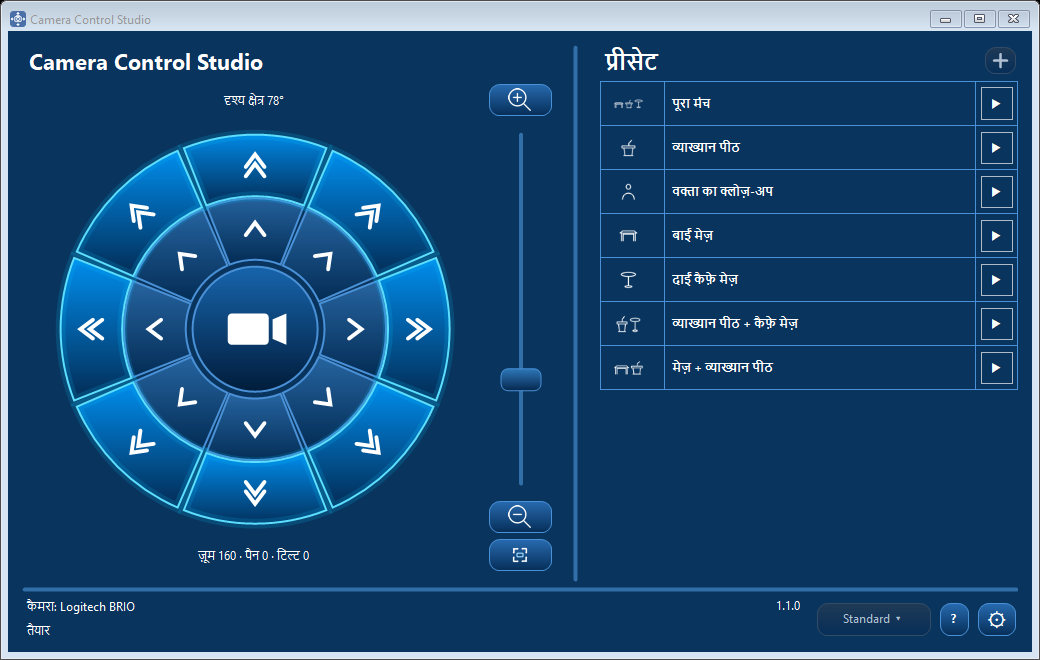 Camera Control Studio
Camera Control Studio
दृश्य क्षेत्र 78°
ज़ूम 160 · पैन 0 · टिल्ट 0
प्रीसेट
पूरा मंच
व्याख्यान पीठ
वक्ता का क्लोज़-अप
बाईं मेज़
दाईं कैफ़े मेज़
व्याख्यान पीठ + कैफ़े मेज़
मेज़ + व्याख्यान पीठ
कैमरा: Logitech BRIO
तैयार
1.1.0
Standard
?